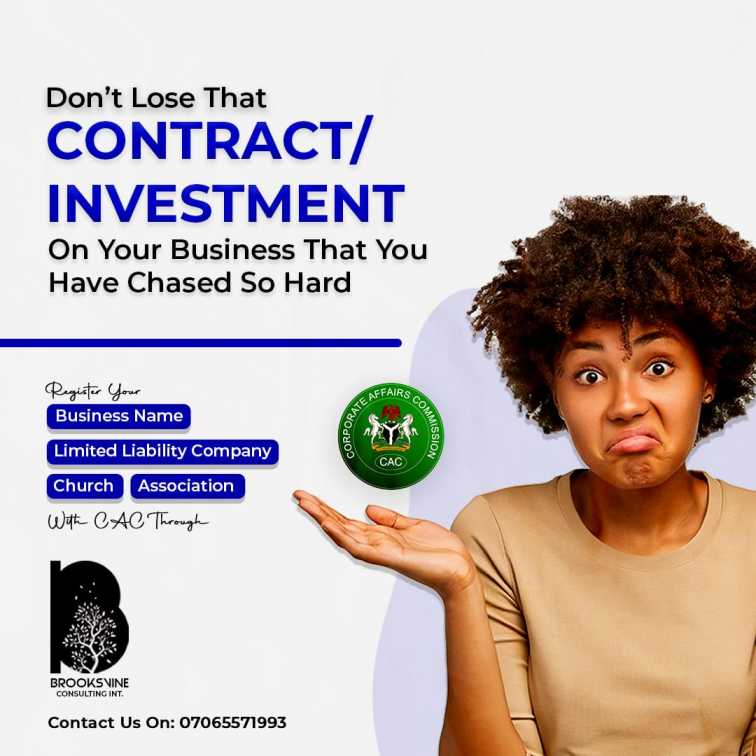 Don't Lose That
CONTRACT/
INVESTMENT
On Your Business That You
Have Chased So Hard
Register Your
Business Name
Limited Liability Company
Church Association
With CAC Through
CORPORATE AFFAIRS COMMISSION
CAC
B
BROOKSVINE
CONSULTING INT.
Contact Us On: 07065571993